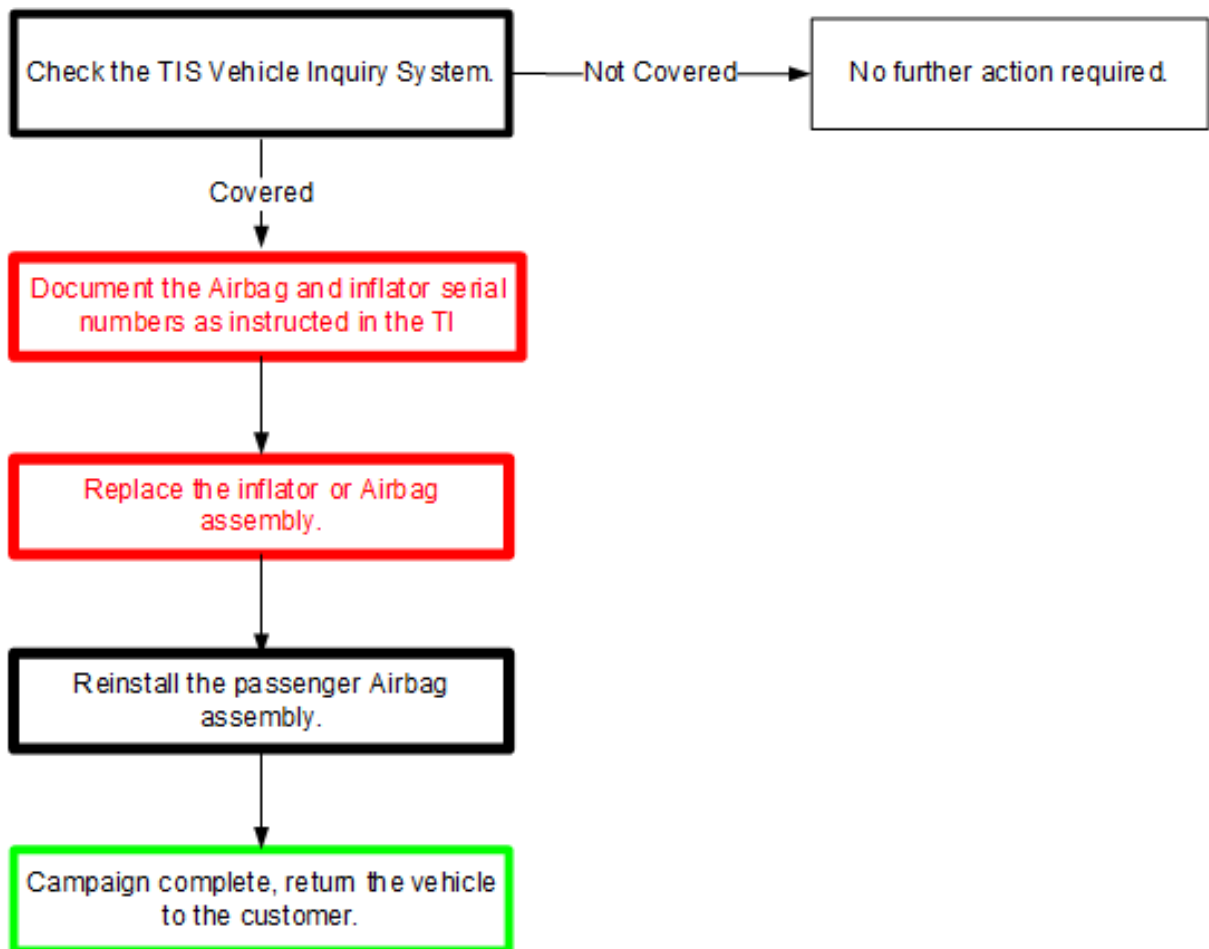 Check the TIS Vehicle Inquiry System.
Not Covered
No further action required.
Covered
Document the Airbag and inflator serial
numbers as instructed in the TI
Replace the inflator or Airbag
assembly.
Reinstall the passenger Airbag
assembly.
Campaign complete, return the vehicle
to the customer.